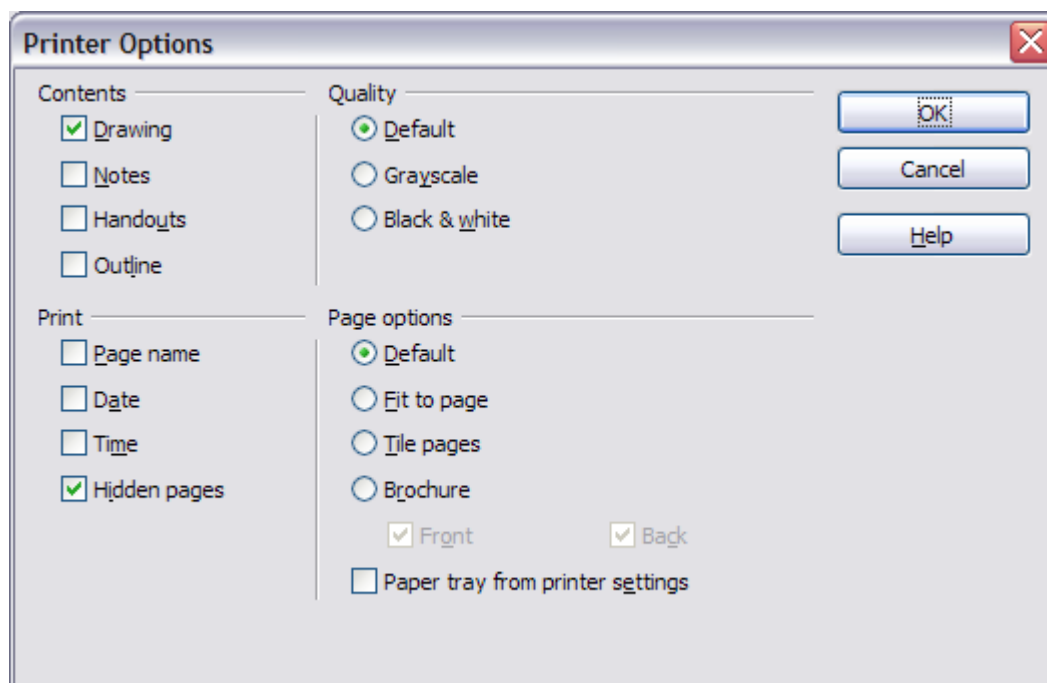 Printer Options
Contents
Drawing
Notes
Handouts
Outline
Quality
Default
Grayscale
Black & white
OK
Cancel
Help
Print
Page name
Date
Time
Hidden pages
Page options
Default
Fit to page
Tile pages
Brochure
Front Back
Paper tray from printer settings